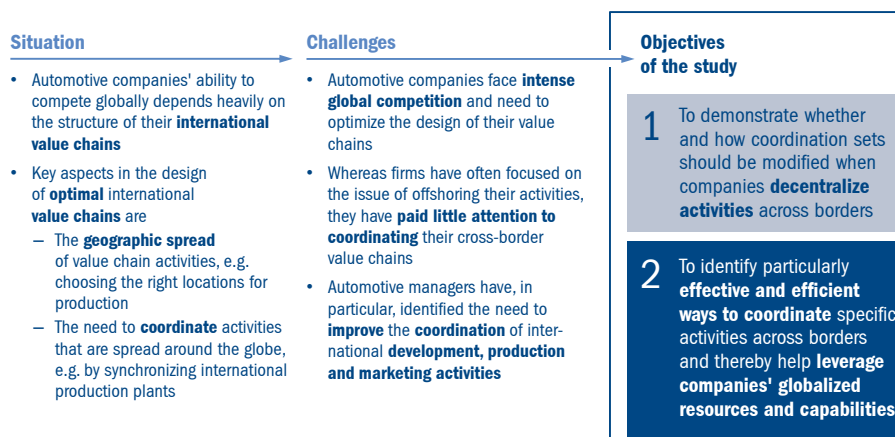 Situation
• Automotive companies' ability to
compete globally depends heavily on
the structure of their international
value chains
• Key aspects in the design
of optimal international
value chains are
– The geographic spread
of value chain activities, e.g.
choosing the right locations for
production
– The need to coordinate activities
that are spread around the globe,
e.g. by synchronizing international
production plants
Challenges
• Automotive companies face intense
global competition and need to
optimize the design of their value
chains
• Whereas firms have often focused on
the issue of offshoring their activities,
they have paid little attention to
coordinating their cross-border
value chains
• Automotive managers have, in
particular, identified the need to
improve the coordination of inter-
national development, production
and marketing activities
Objectives
of the study
1 To demonstrate whether
and how coordination sets
should be modified when
companies decentralize
activities across borders
2 To identify particularly
effective and efficient
ways to coordinate specific
activities across borders
and thereby help leverage
companies' globalized
resources and capabilities